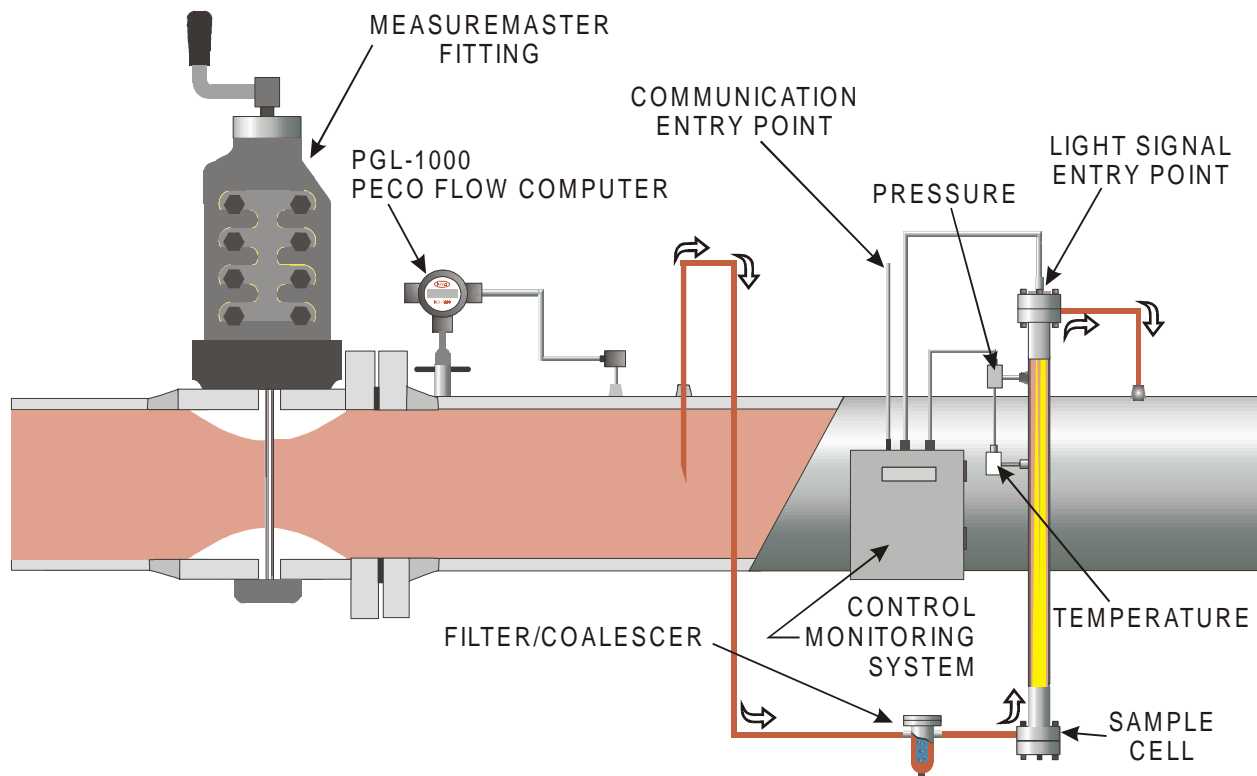 MEASUREMASTER
FITTING
PGL-1000
PECO FLOW COMPUTER
COMMUNICATION
ENTRY POINT
LIGHT SIGNAL
ENTRY POINT
PRESSURE
FILTER/COALESCER
CONTROL
MONITORING
SYSTEM
TEMPERATURE
SAMPLE
CELL